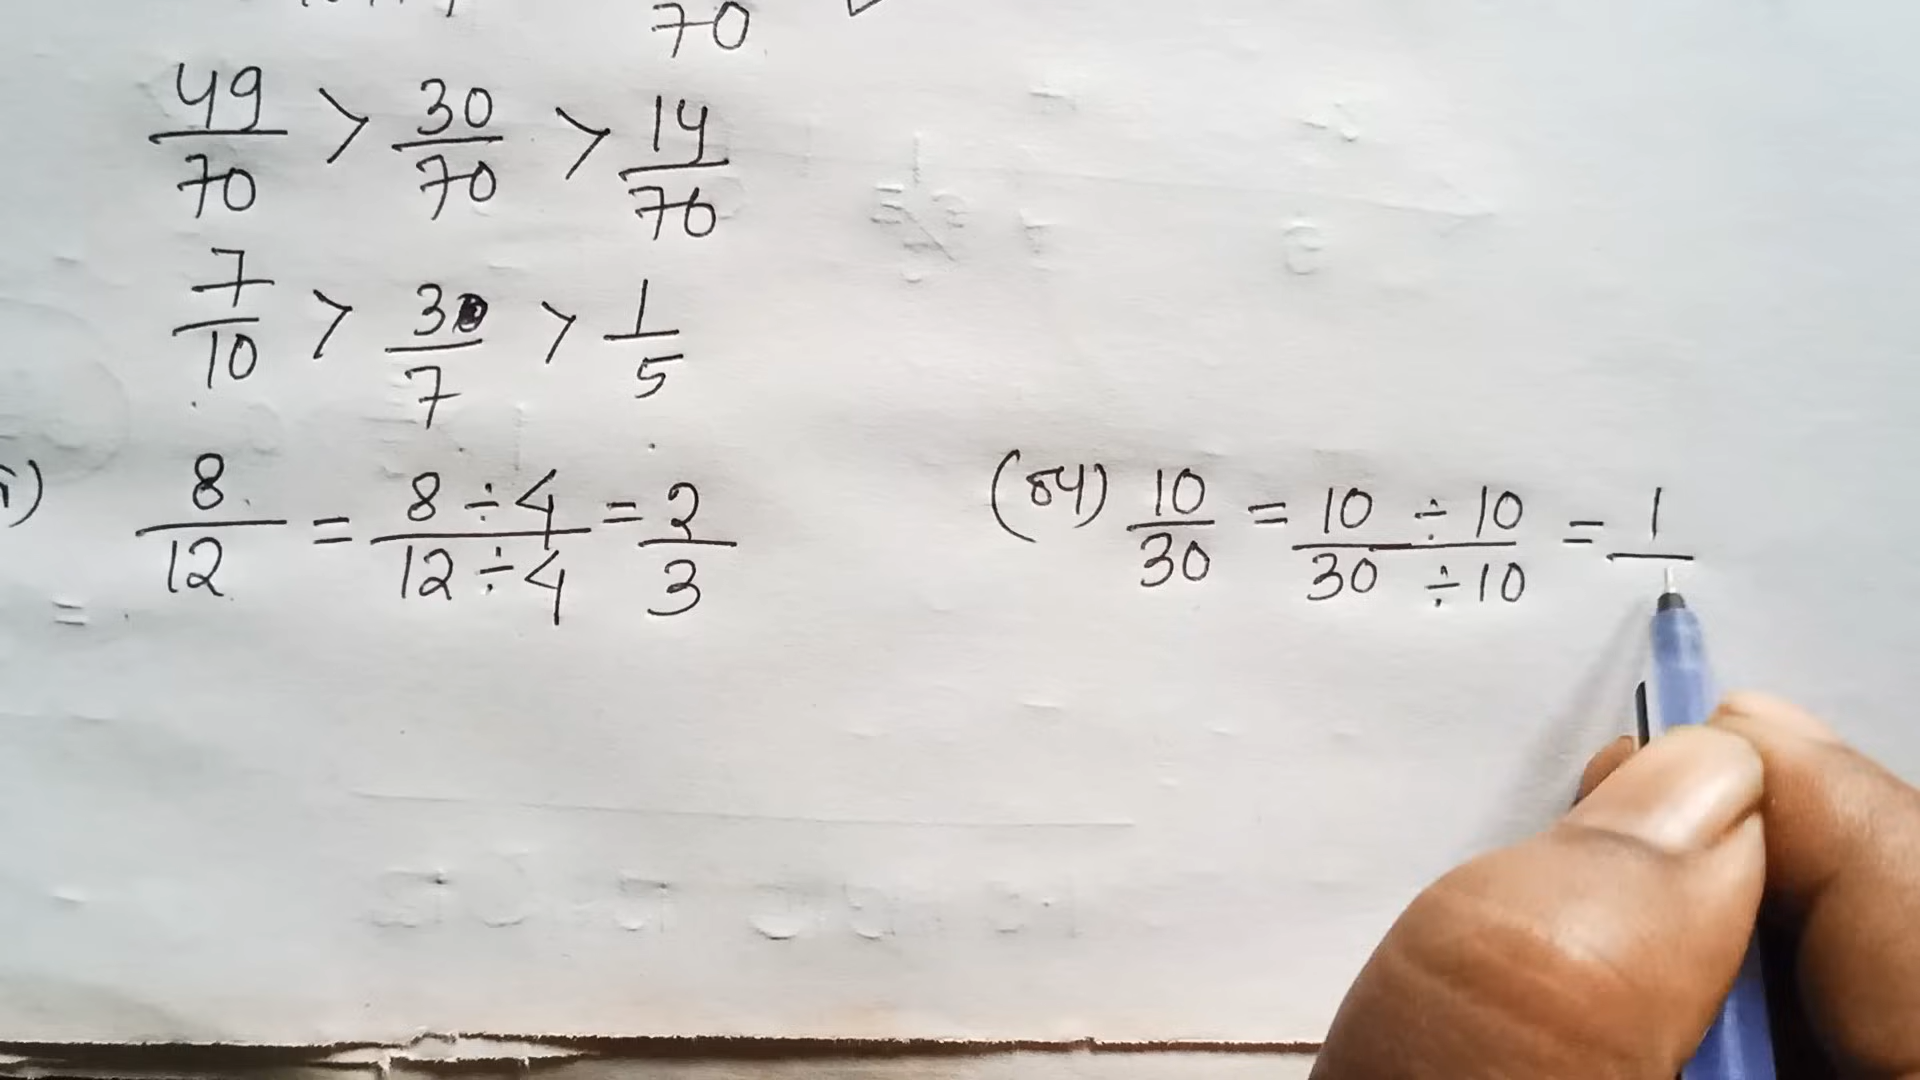 70
49/70 > 30/70 > 14/70
7/10 > 3/7 > 1/5
8/12 = 8÷4/12÷4 = 2/3
10/30 = 10÷10/30÷10 = 1/
=